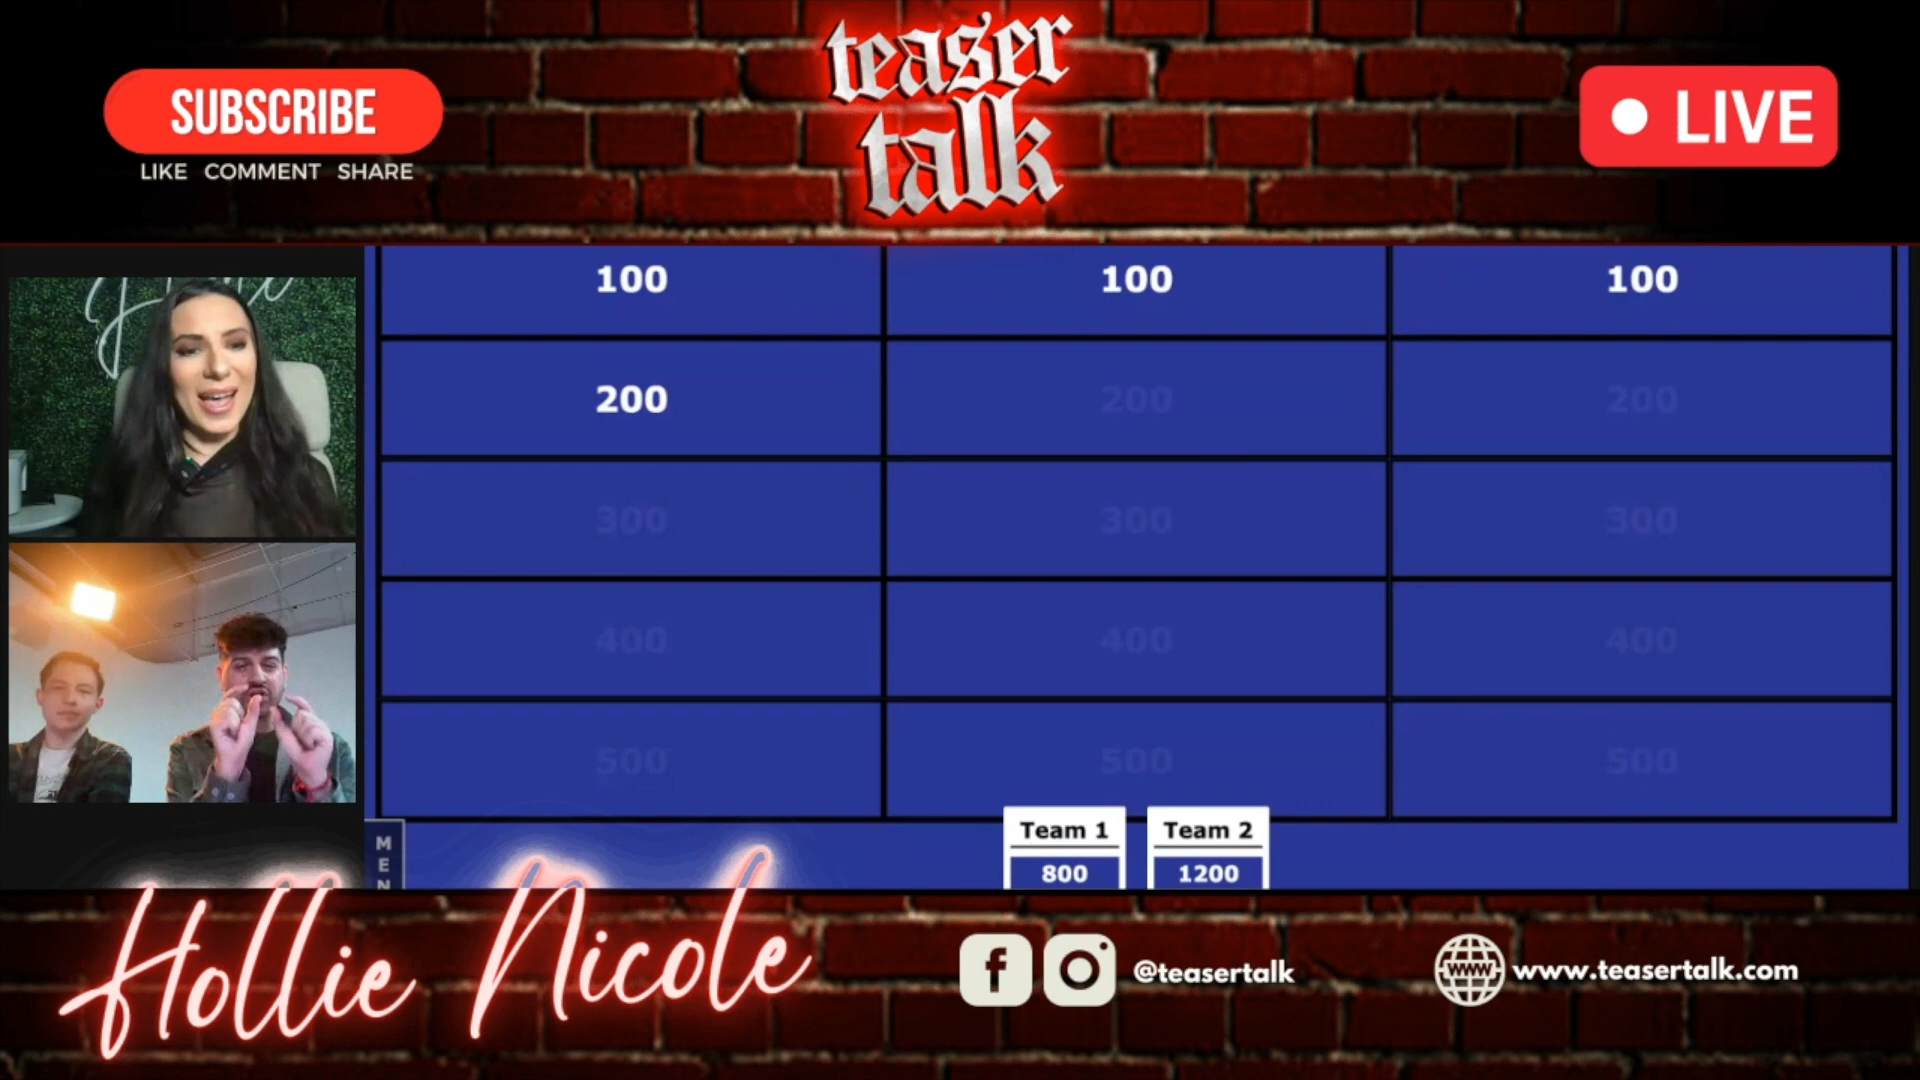 teaser
talk
SUBSCRIBE
LIKE COMMENT SHARE
LIVE
100 100 100
200 200 200
300 300 300
400 400 400
500 500 500
Team 1 Team 2
800 1200
M
E
N
Hollie Nicole
@teasertalk
www
www.teasertalk.com